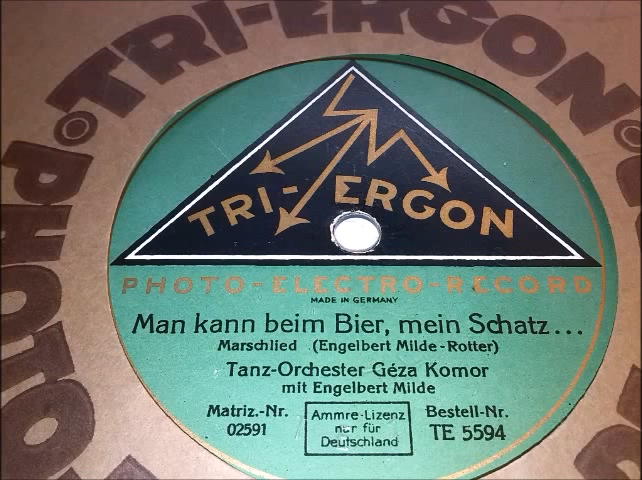 TRI-ERGON
PHOTO
TRI-ERGON
PHOTO-ELECTRO-RECORD
MADE IN GERMANY
Man kann beim Bier, mein Schatz...
Marschlied (Engelbert Milde-Rotter)
Tanz-Orchester Géza Komor
mit Engelbert Milde
Matriz.-Nr.
02591
Ammre-Lizenz
nur für
Deutschland
Bestell-Nr.
TE 5594